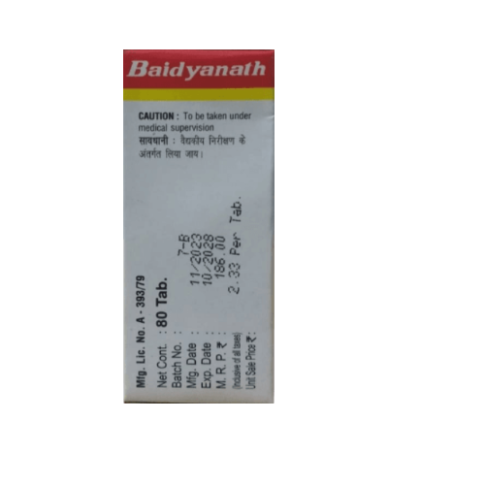 Baidyanath
CAUTION : To be taken under
medical supervision
सावधानी : वैद्यकीय निरीक्षण के
अंतर्गत लिया जाय।
Mfg. Lic. No. A - 393/79
Net Cont. : 80 Tab.
Batch No. : 7-B
Mfg. Date : 11/2023
Exp. Date : 10/2028
M. R. P. ₹ : 186.00
(Inclusive of all taxes)
Unit Sale Price ₹ : 2.33 Per Tab.